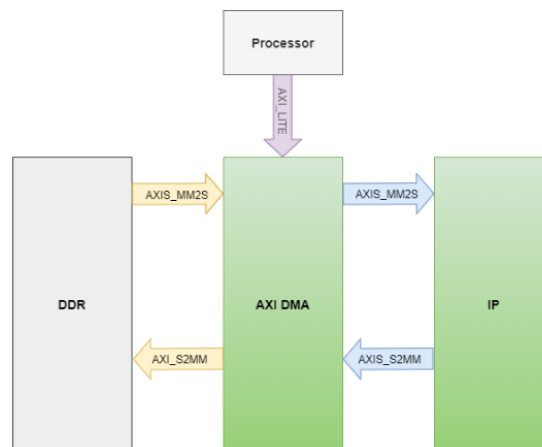 Processor
AXI_LITE
AXIS_MM2S
AXIS_MM2S
DDR
AXI DMA
IP
AXI_S2MM
AXIS_S2MM